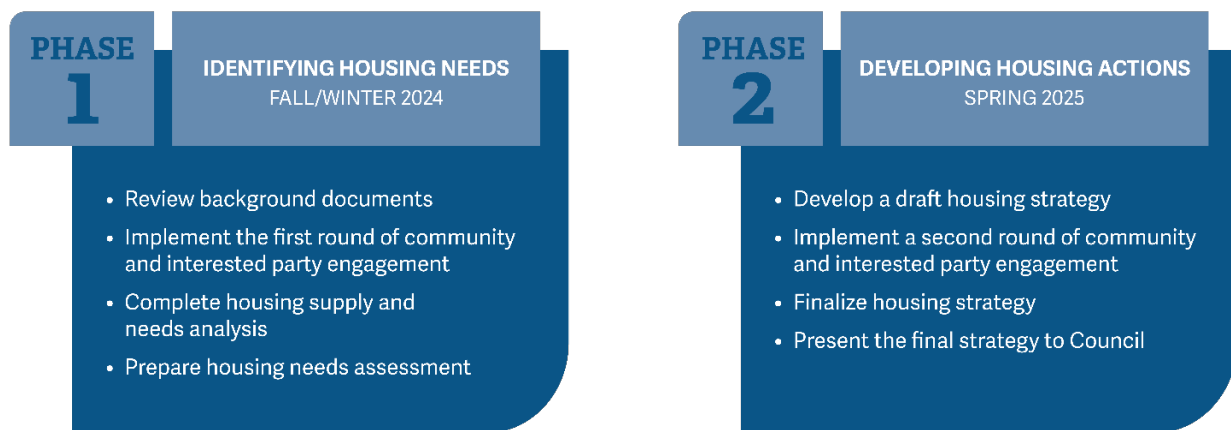 PHASE
1
IDENTIFYING HOUSING NEEDS
FALL/WINTER 2024
• Review background documents
• Implement the first round of community
and interested party engagement
• Complete housing supply and
needs analysis
• Prepare housing needs assessment
PHASE
2
DEVELOPING HOUSING ACTIONS
SPRING 2025
• Develop a draft housing strategy
• Implement a second round of community
and interested party engagement
• Finalize housing strategy
• Present the final strategy to Council